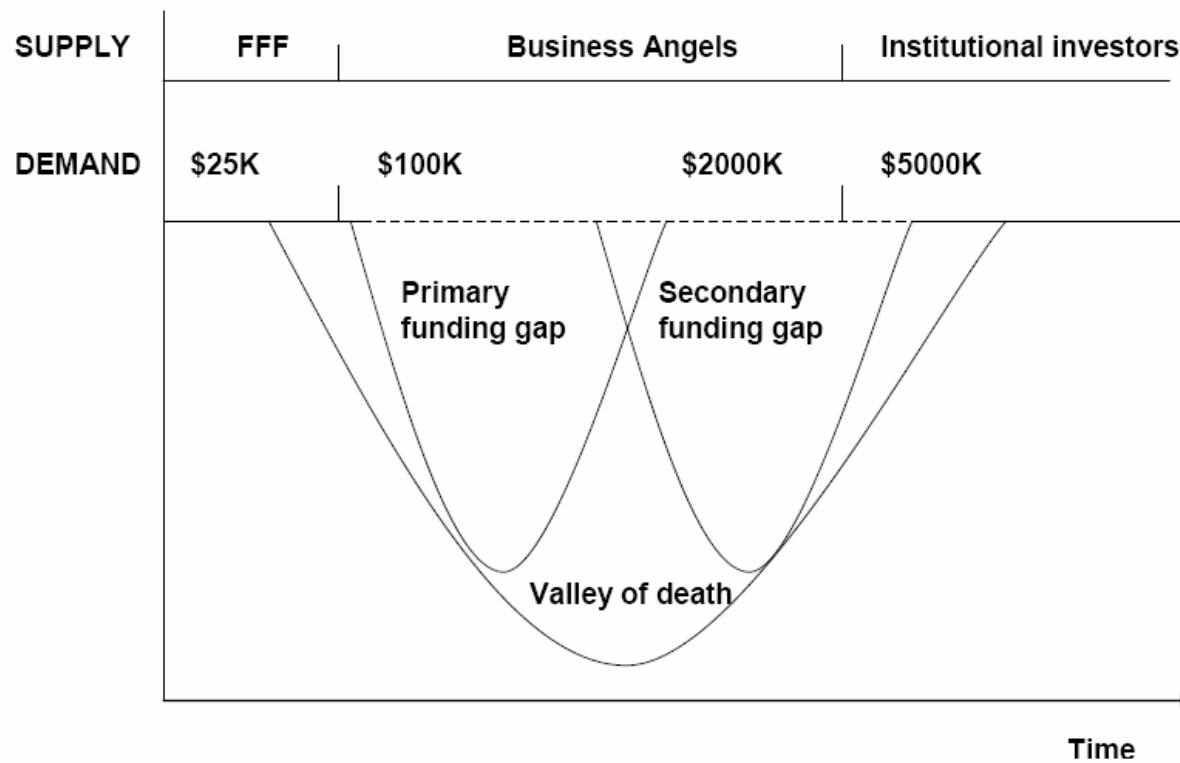 SUPPLY FFF Business Angels Institutional investors
DEMAND $25K $100K $2000K $5000K
Primary
funding gap
Secondary
funding gap
Valley of death
Time